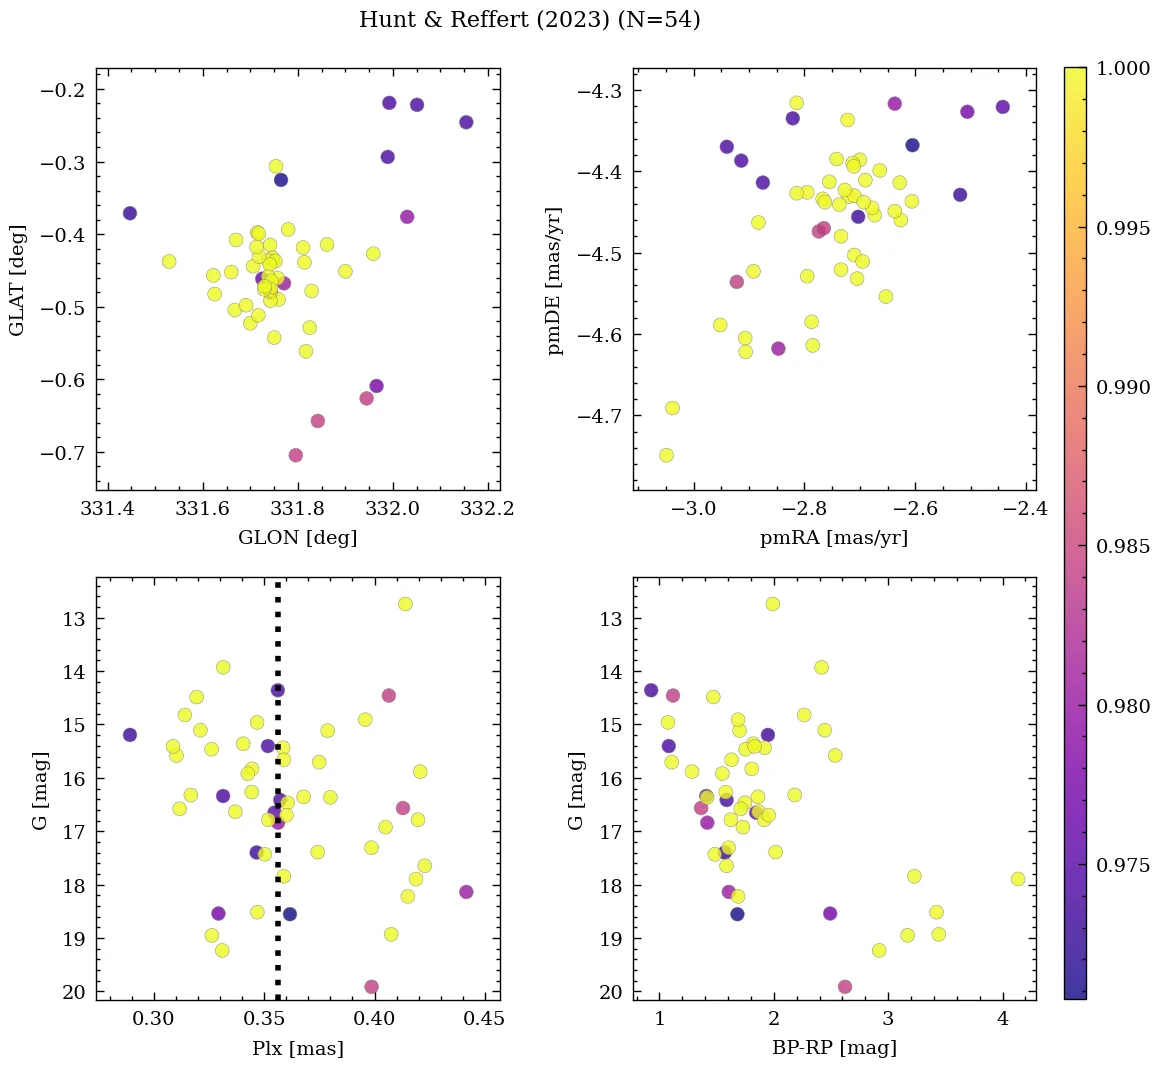 Hunt & Reffert (2023) (N=54)
−0.2
−0.3
−0.4
−0.5
−0.6
−0.7
GLAT [deg]
331.4 331.6 331.8 332.0 332.2
GLON [deg]
−4.3
−4.4
−4.5
−4.6
−4.7
pmDE [mas/yr]
−3.0 −2.8 −2.6 −2.4
pmRA [mas/yr]
13
14
15
16
17
18
19
20
G [mag]
0.30 0.35 0.40 0.45
Plx [mas]
13
14
15
16
17
18
19
20
G [mag]
1 2 3 4
BP-RP [mag]
1.000
0.995
0.990
0.985
0.980
0.975